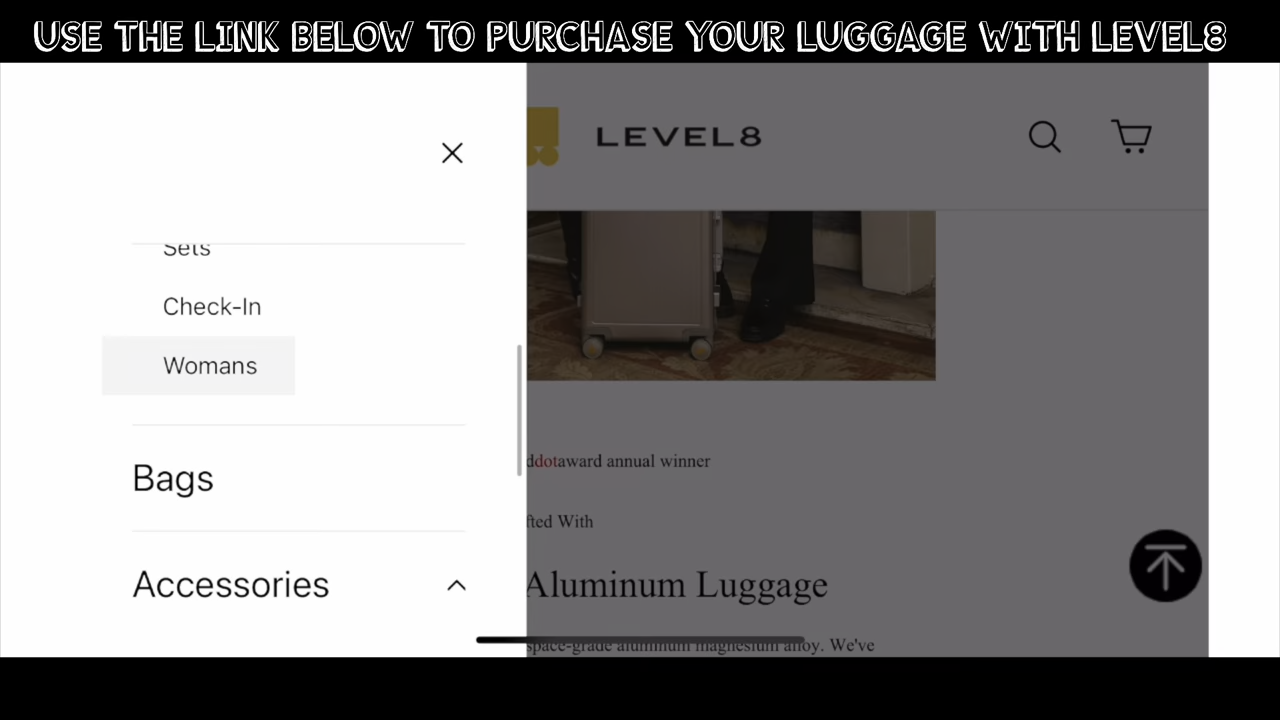 USE THE LINK BELOW TO PURCHASE YOUR LUGGAGE WITH LEVEL8
LEVEL8
Sets
Check-In
Womans
Bags
Accessories
ddotaward annual winner
fted With
Aluminum Luggage
space-grade aluminum magnesium alloy. We've